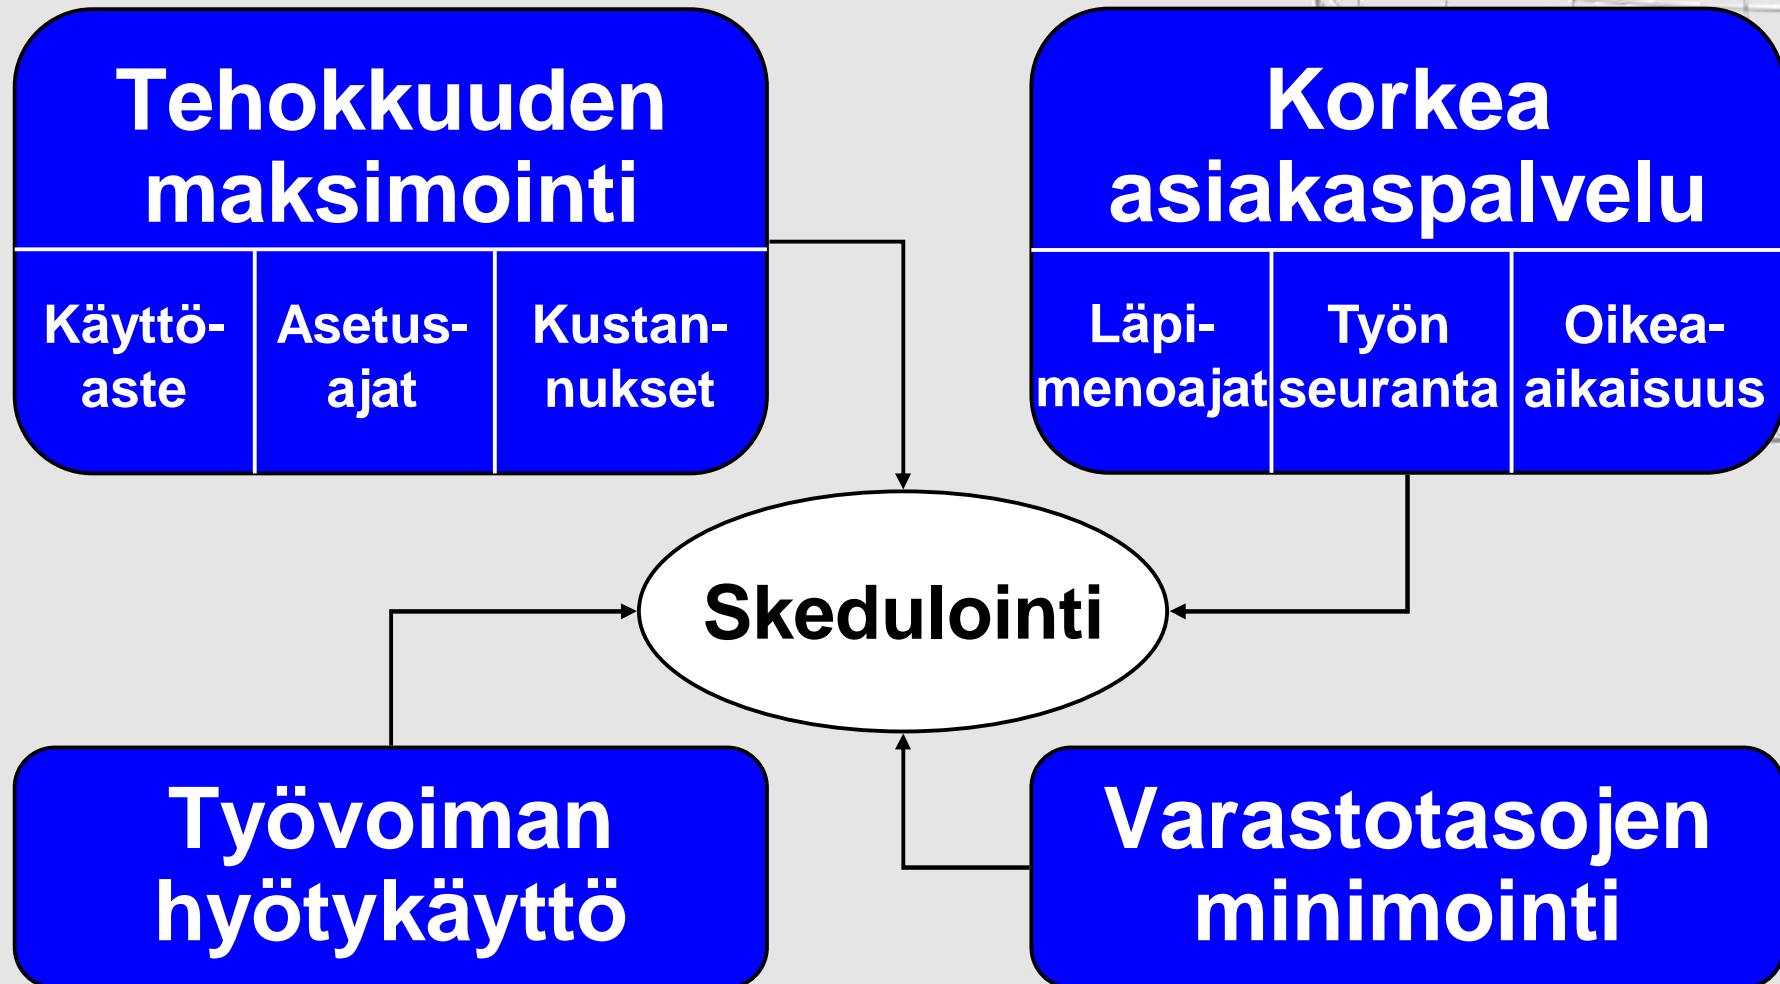 Tehokkuuden
maksimointi
Käyttö-
aste
Asetus-
ajat
Kustan-
nukset
Korkea
asiakaspalvelu
Läpi-
menoajat
Työn
seuranta
Oikea-
aikaisuus
Skedulointi
Työvoiman
hyötykäyttö
Varastotasojen
minimointi